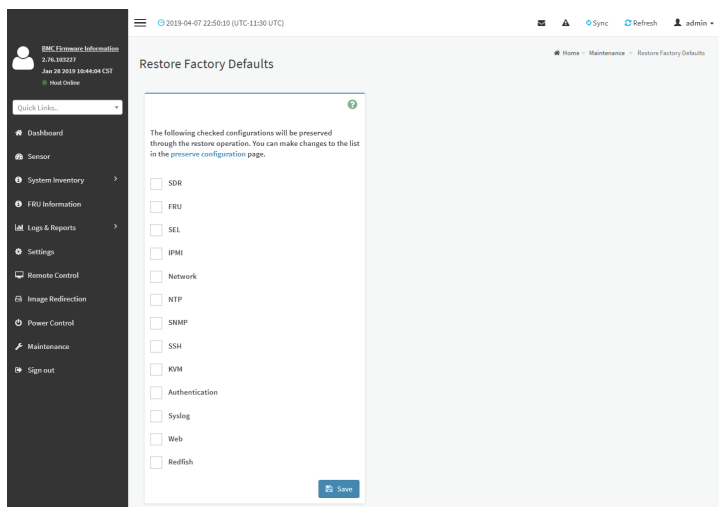 2019-04-07 22:50:10 (UTC-11:30 UTC)
Sync
Refresh
admin
BMC Firmware Information
2.76.103227
Jan 28 2019 10:44:04 CST
Host Online
Quick Links..
Dashboard
Sensor
System Inventory
FRU Information
Logs & Reports
Settings
Remote Control
Image Redirection
Power Control
Maintenance
Sign out
Restore Factory Defaults
Home
Maintenance
Restore Factory Defaults
The following checked configurations will be preserved
through the restore operation. You can make changes to the list
in the preserve configuration page.
SDR
FRU
SEL
IPMI
Network
NTP
SNMP
SSH
KVM
Authentication
Syslog
Web
Redfish
Save